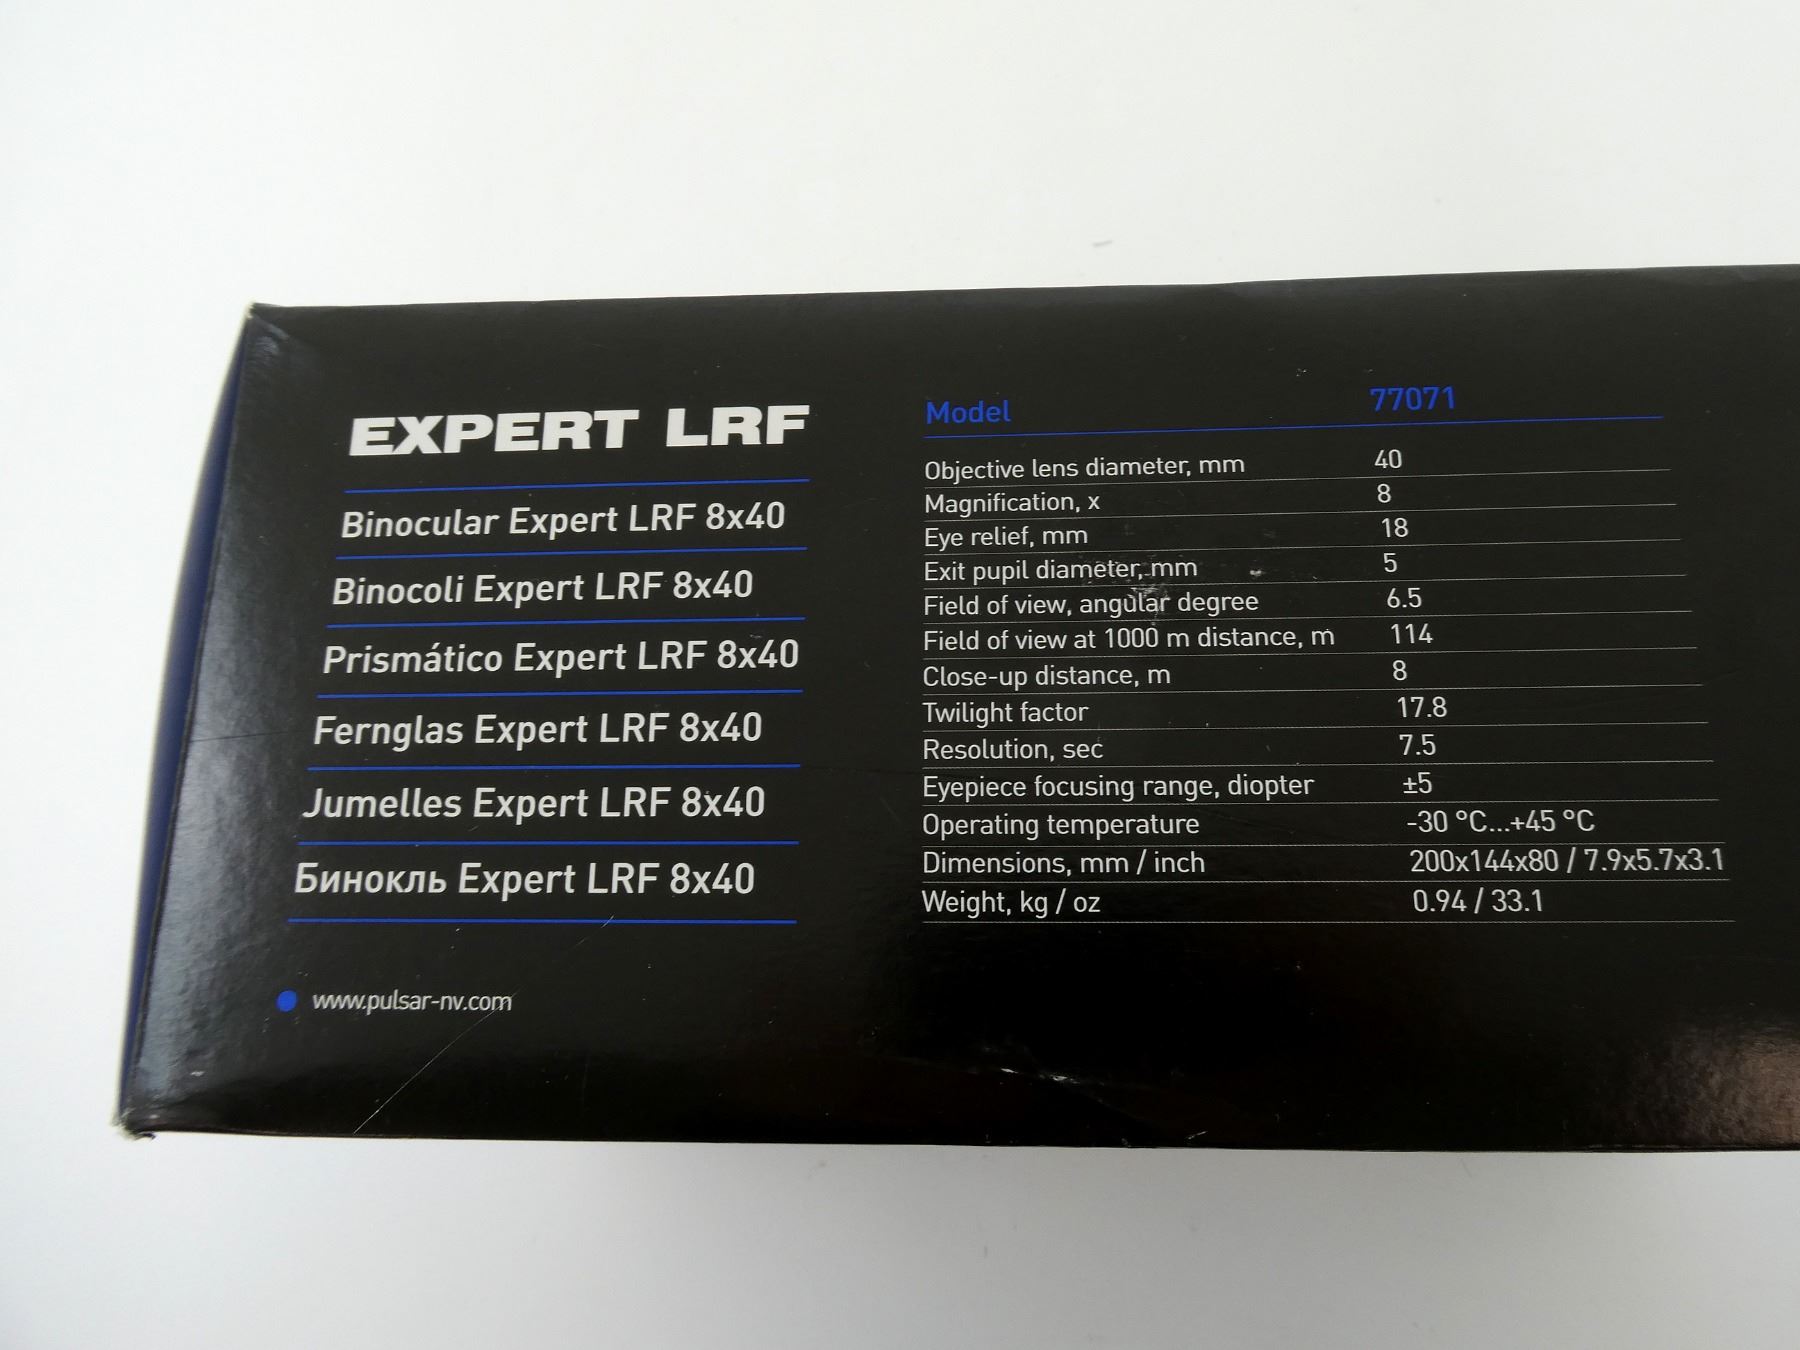 EXPERT LRF
Binocular Expert LRF 8x40
Binocoli Expert LRF 8x40
Prismático Expert LRF 8x40
Fernglas Expert LRF 8x40
Jumelles Expert LRF 8x40
Бинокль Expert LRF 8x40
www.pulsar-nv.com
Model 77071
Objective lens diameter, mm 40
Magnification, x 8
Eye relief, mm 18
Exit pupil diameter, mm 5
Field of view, angular degree 6.5
Field of view at 1000 m distance, m 114
Close-up distance, m 8
Twilight factor 17.8
Resolution, sec 7.5
Eyepiece focusing range, diopter ±5
Operating temperature -30 °C...+45 °C
Dimensions, mm / inch 200x144x80 / 7.9x5.7x3.1
Weight, kg / oz 0.94 / 33.1